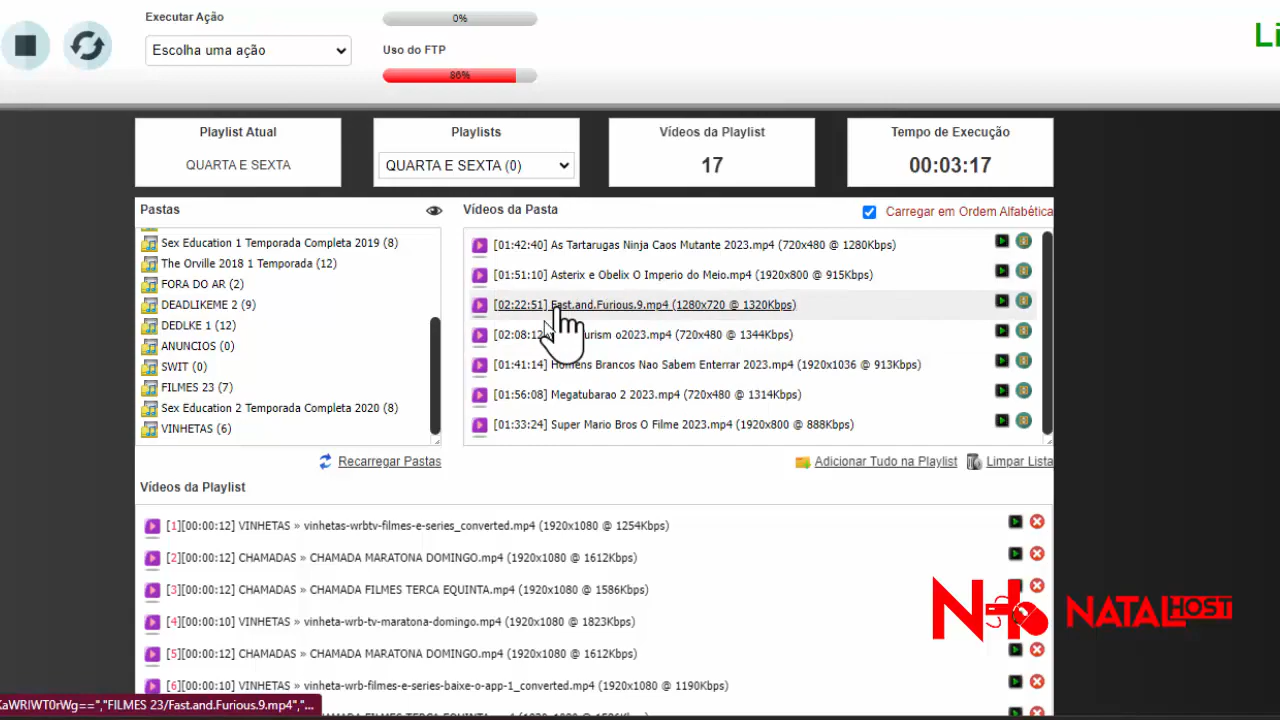 Executar Ação
0%
Escolha uma ação
Uso do FTP
86%
Li
Playlist Atual
QUARTA E SEXTA
Playlists
QUARTA E SEXTA (0)
Vídeos da Playlist
17
Tempo de Execução
00:03:17
Pastas
Sex Education 1 Temporada Completa 2019 (8)
The Orville 2018 1 Temporada (12)
FORA DO AR (2)
DEADLIKEME 2 (9)
DEDLKE 1 (12)
ANUNCIOS (0)
SWIT (0)
FILMES 23 (7)
Sex Education 2 Temporada Completa 2020 (8)
VINHETAS (6)
Recarregar Pastas
Vídeos da Pasta
Carregar em Ordem Alfabética
[01:42:40] As Tartarugas Ninja Caos Mutante 2023.mp4 (720x480 @ 1280Kbps)
[01:51:10] Asterix e Obelix O Imperio do Meio.mp4 (1920x800 @ 915Kbps)
[02:22:51] Fast.and.Furious.9.mp4 (1280x720 @ 1320Kbps)
[02:08:12 urism o2023.mp4 (720x480 @ 1344Kbps)
[01:41:14] Homens Brancos Nao Sabem Enterrar 2023.mp4 (1920x1036 @ 913Kbps)
[01:56:08] Megatubarao 2 2023.mp4 (720x480 @ 1314Kbps)
[01:33:24] Super Mario Bros O Filme 2023.mp4 (1920x800 @ 888Kbps)
Adicionar Tudo na Playlist
Limpar Lista
Vídeos da Playlist
[1][00:00:12] VINHETAS » vinhetas-wrbtv-filmes-e-series_converted.mp4 (1920x1080 @ 1254Kbps)
[2][00:00:12] CHAMADAS » CHAMADA MARATONA DOMINGO.mp4 (1920x1080 @ 1612Kbps)
[3][00:00:12] CHAMADAS » CHAMADA FILMES TERCA EQUINTA.mp4 (1920x1080 @ 1586Kbps)
[4][00:00:10] VINHETAS » vinheta-wrb-tv-maratona-domingo.mp4 (1920x1080 @ 1823Kbps)
[5][00:00:12] CHAMADAS » CHAMADA MARATONA DOMINGO.mp4 (1920x1080 @ 1612Kbps)
[6][00:00:10] VINHETAS » vinheta-wrb-filmes-e-series-baixe-o-app-1_converted.mp4 (1920x1080 @ 1190Kbps)
NATALHOST
KaWRIWT0rWg==","FILMES 23/Fast.and.Furious.9.mp4","...